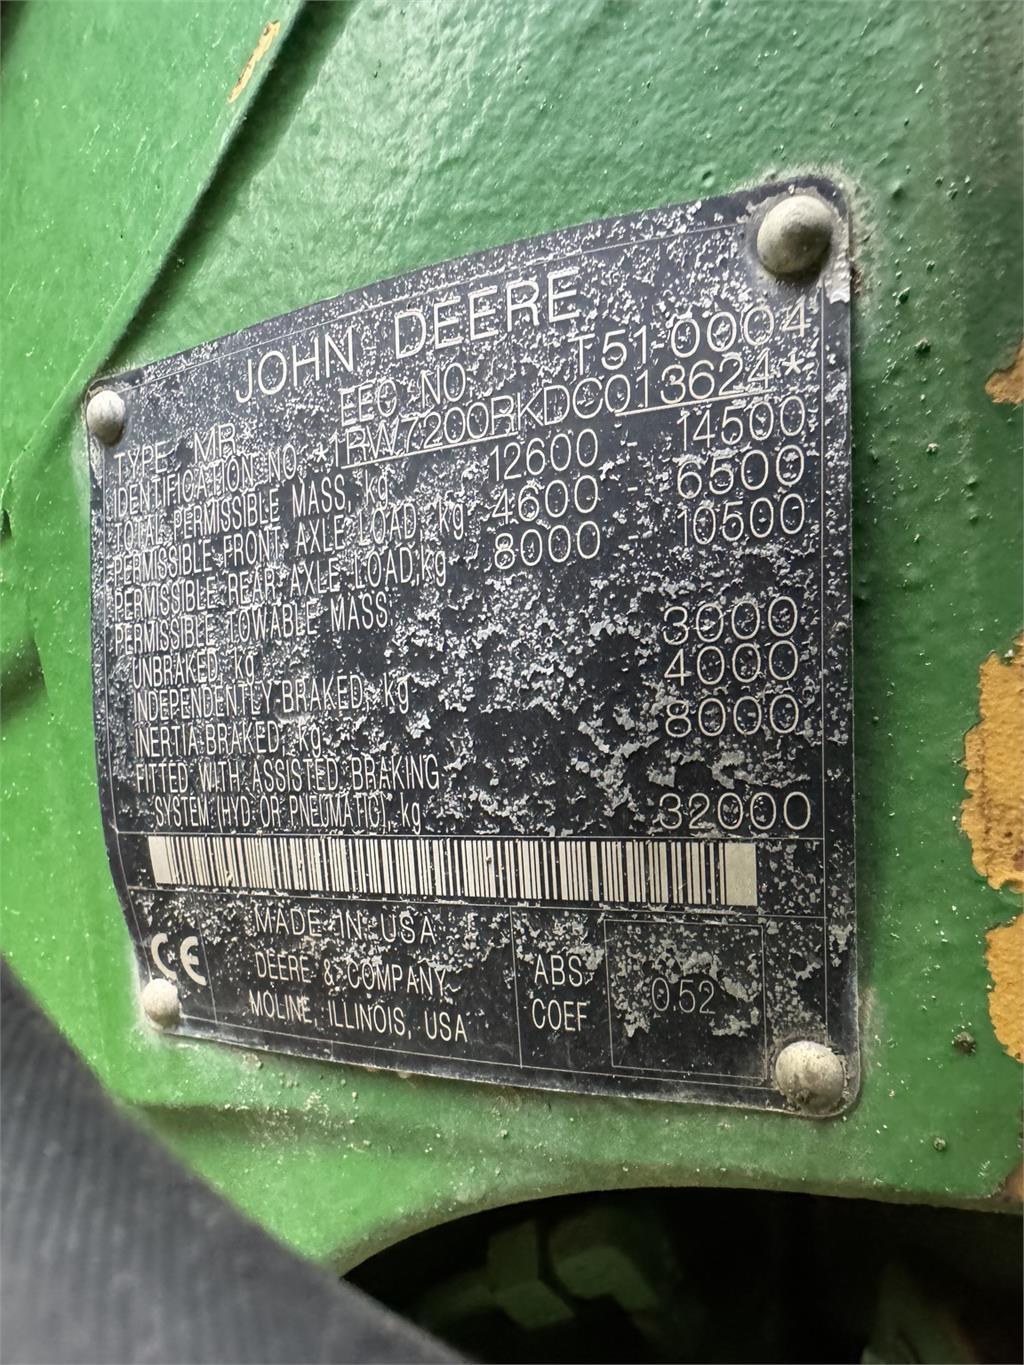 JOHN DEERE
EEC NO. T51-0004
TYPE MR
IDENTIFICATION NO. *1RW7200RKDC013624*
TOTAL PERMISSIBLE MASS, kg 12600 - 14500
PERMISSIBLE FRONT AXLE LOAD, kg 4600 - 6500
PERMISSIBLE REAR AXLE LOAD, kg 8000 - 10500
PERMISSIBLE TOWABLE MASS
UNBRAKED, kg 3000
INDEPENDENTLY-BRAKED, kg 4000
INERTIA BRAKED, kg 8000
FITTED WITH ASSISTED BRAKING
SYSTEM (HYD OR PNEUMATIC), kg 32000
CE
MADE IN USA
DEERE & COMPANY
MOLINE, ILLINOIS, USA
ABS.
COEF
0.52